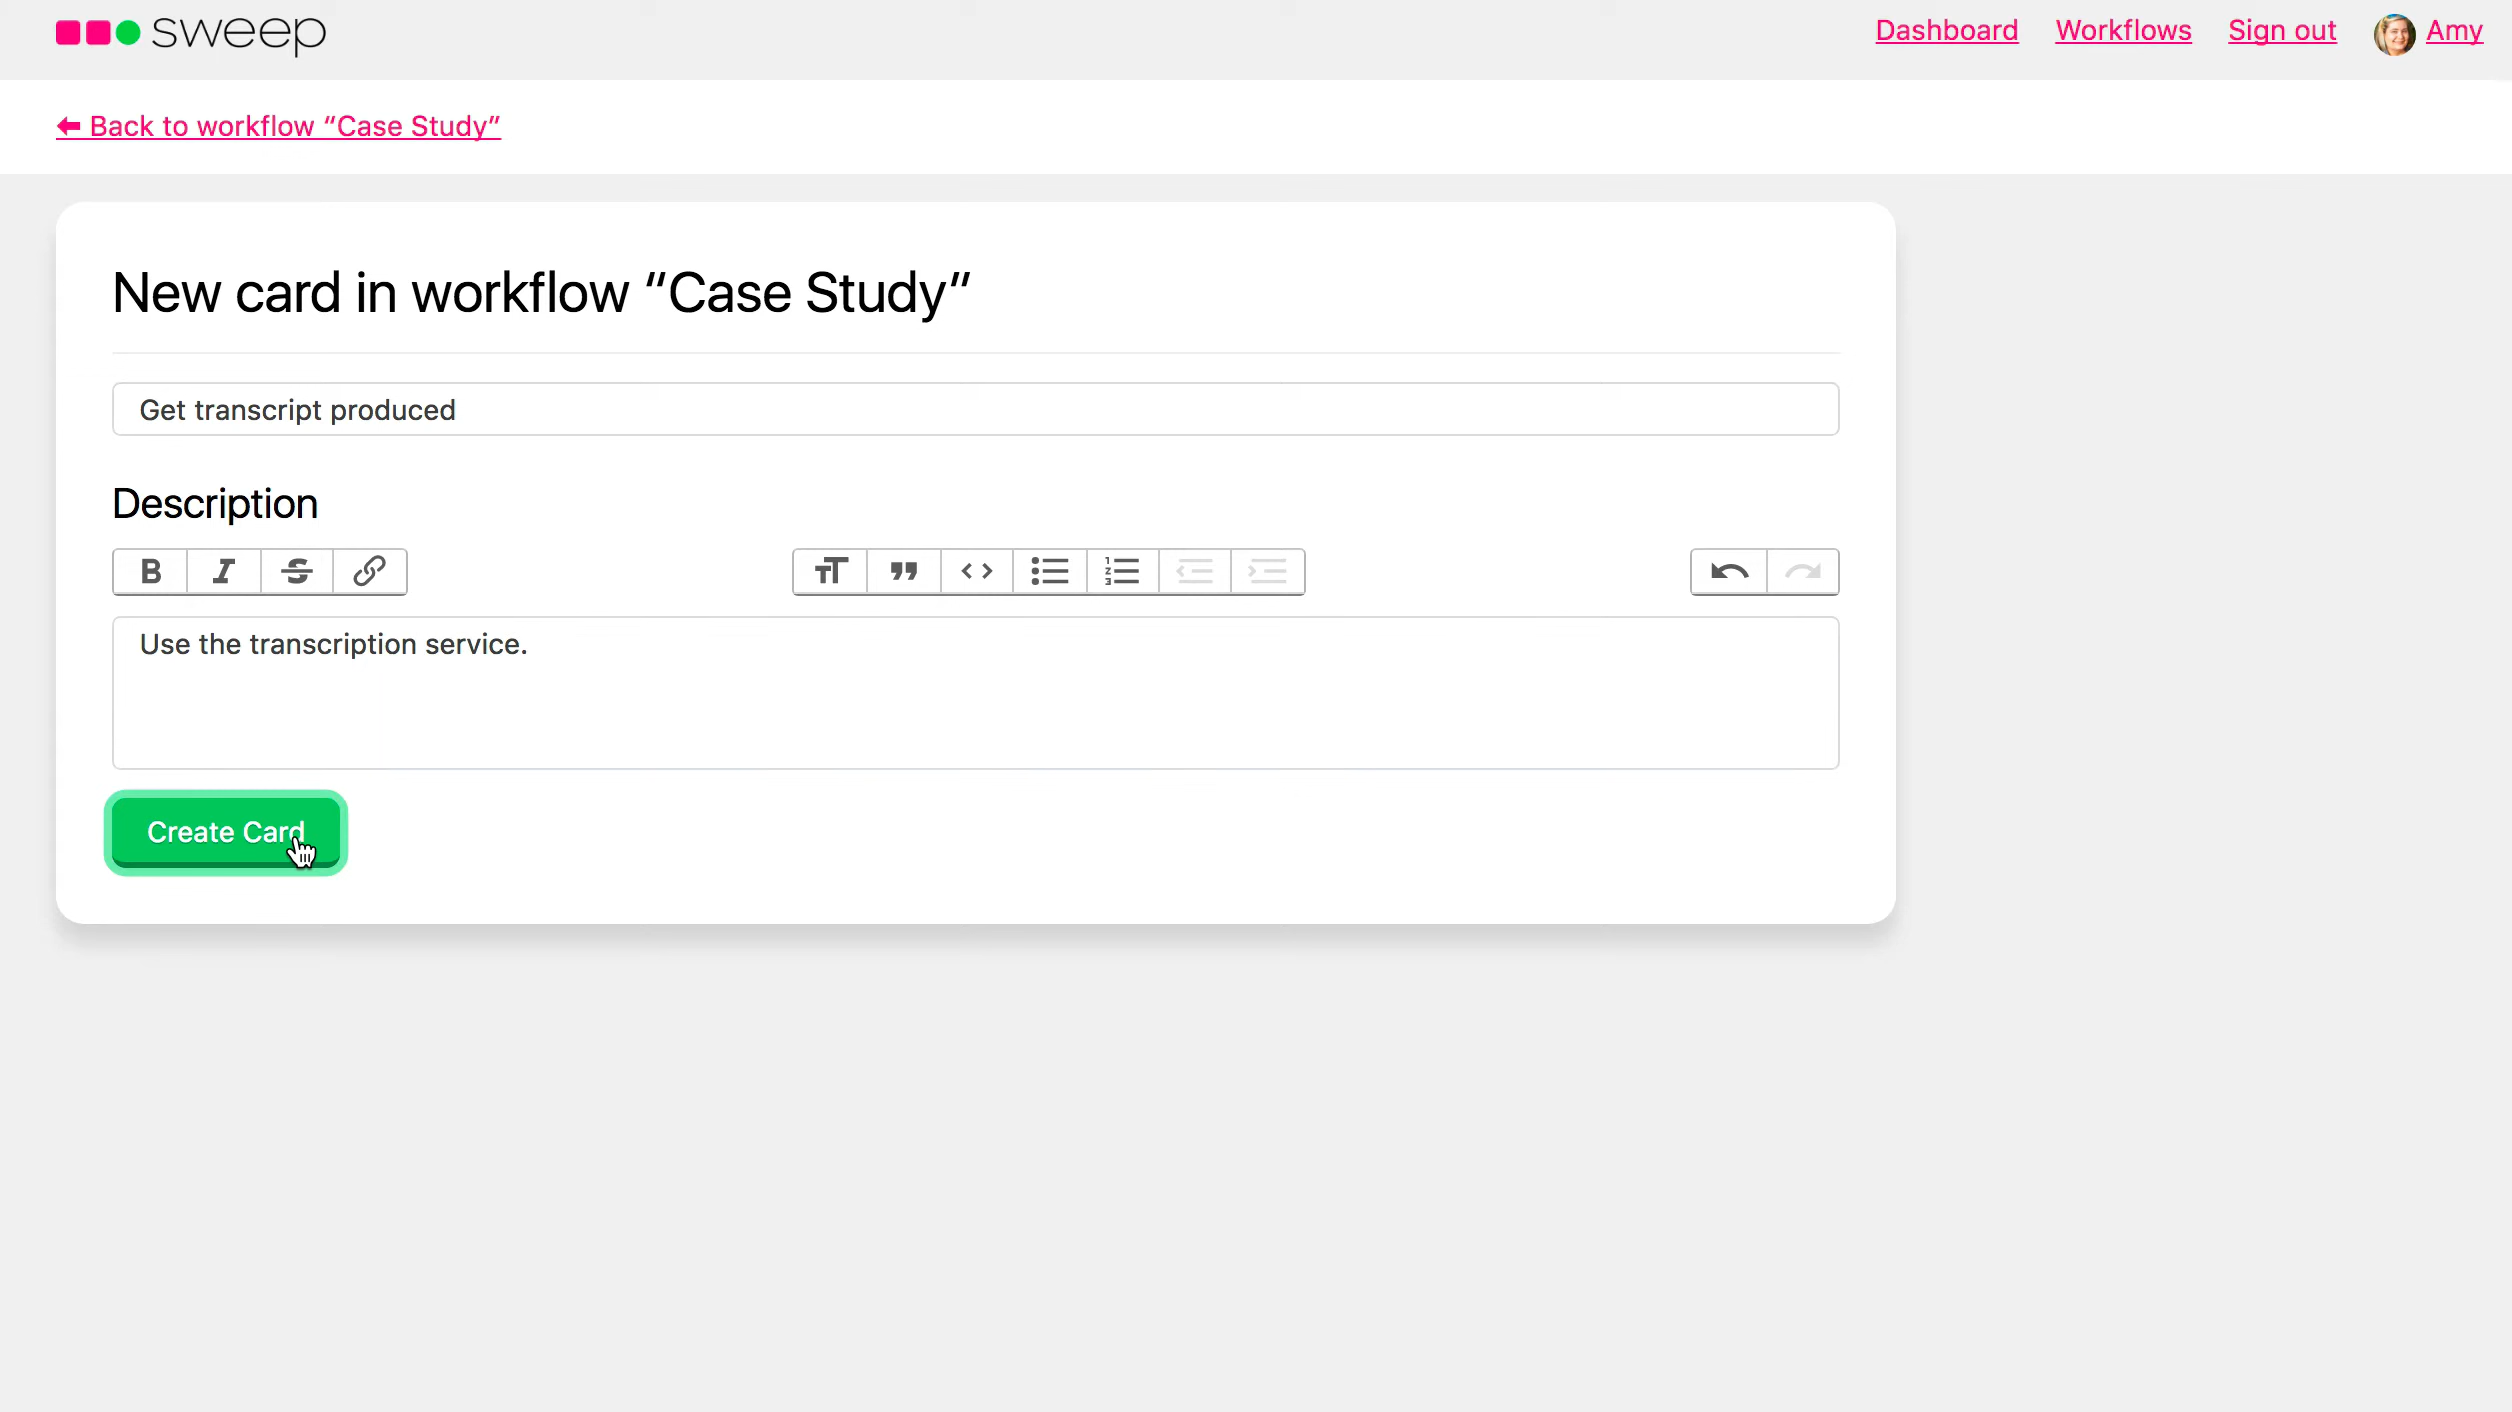 sweep
Dashboard Workflows Sign out Amy
Back to workflow “Case Study”
New card in workflow “Case Study”
Get transcript produced
Description
Use the transcription service.
Create Card